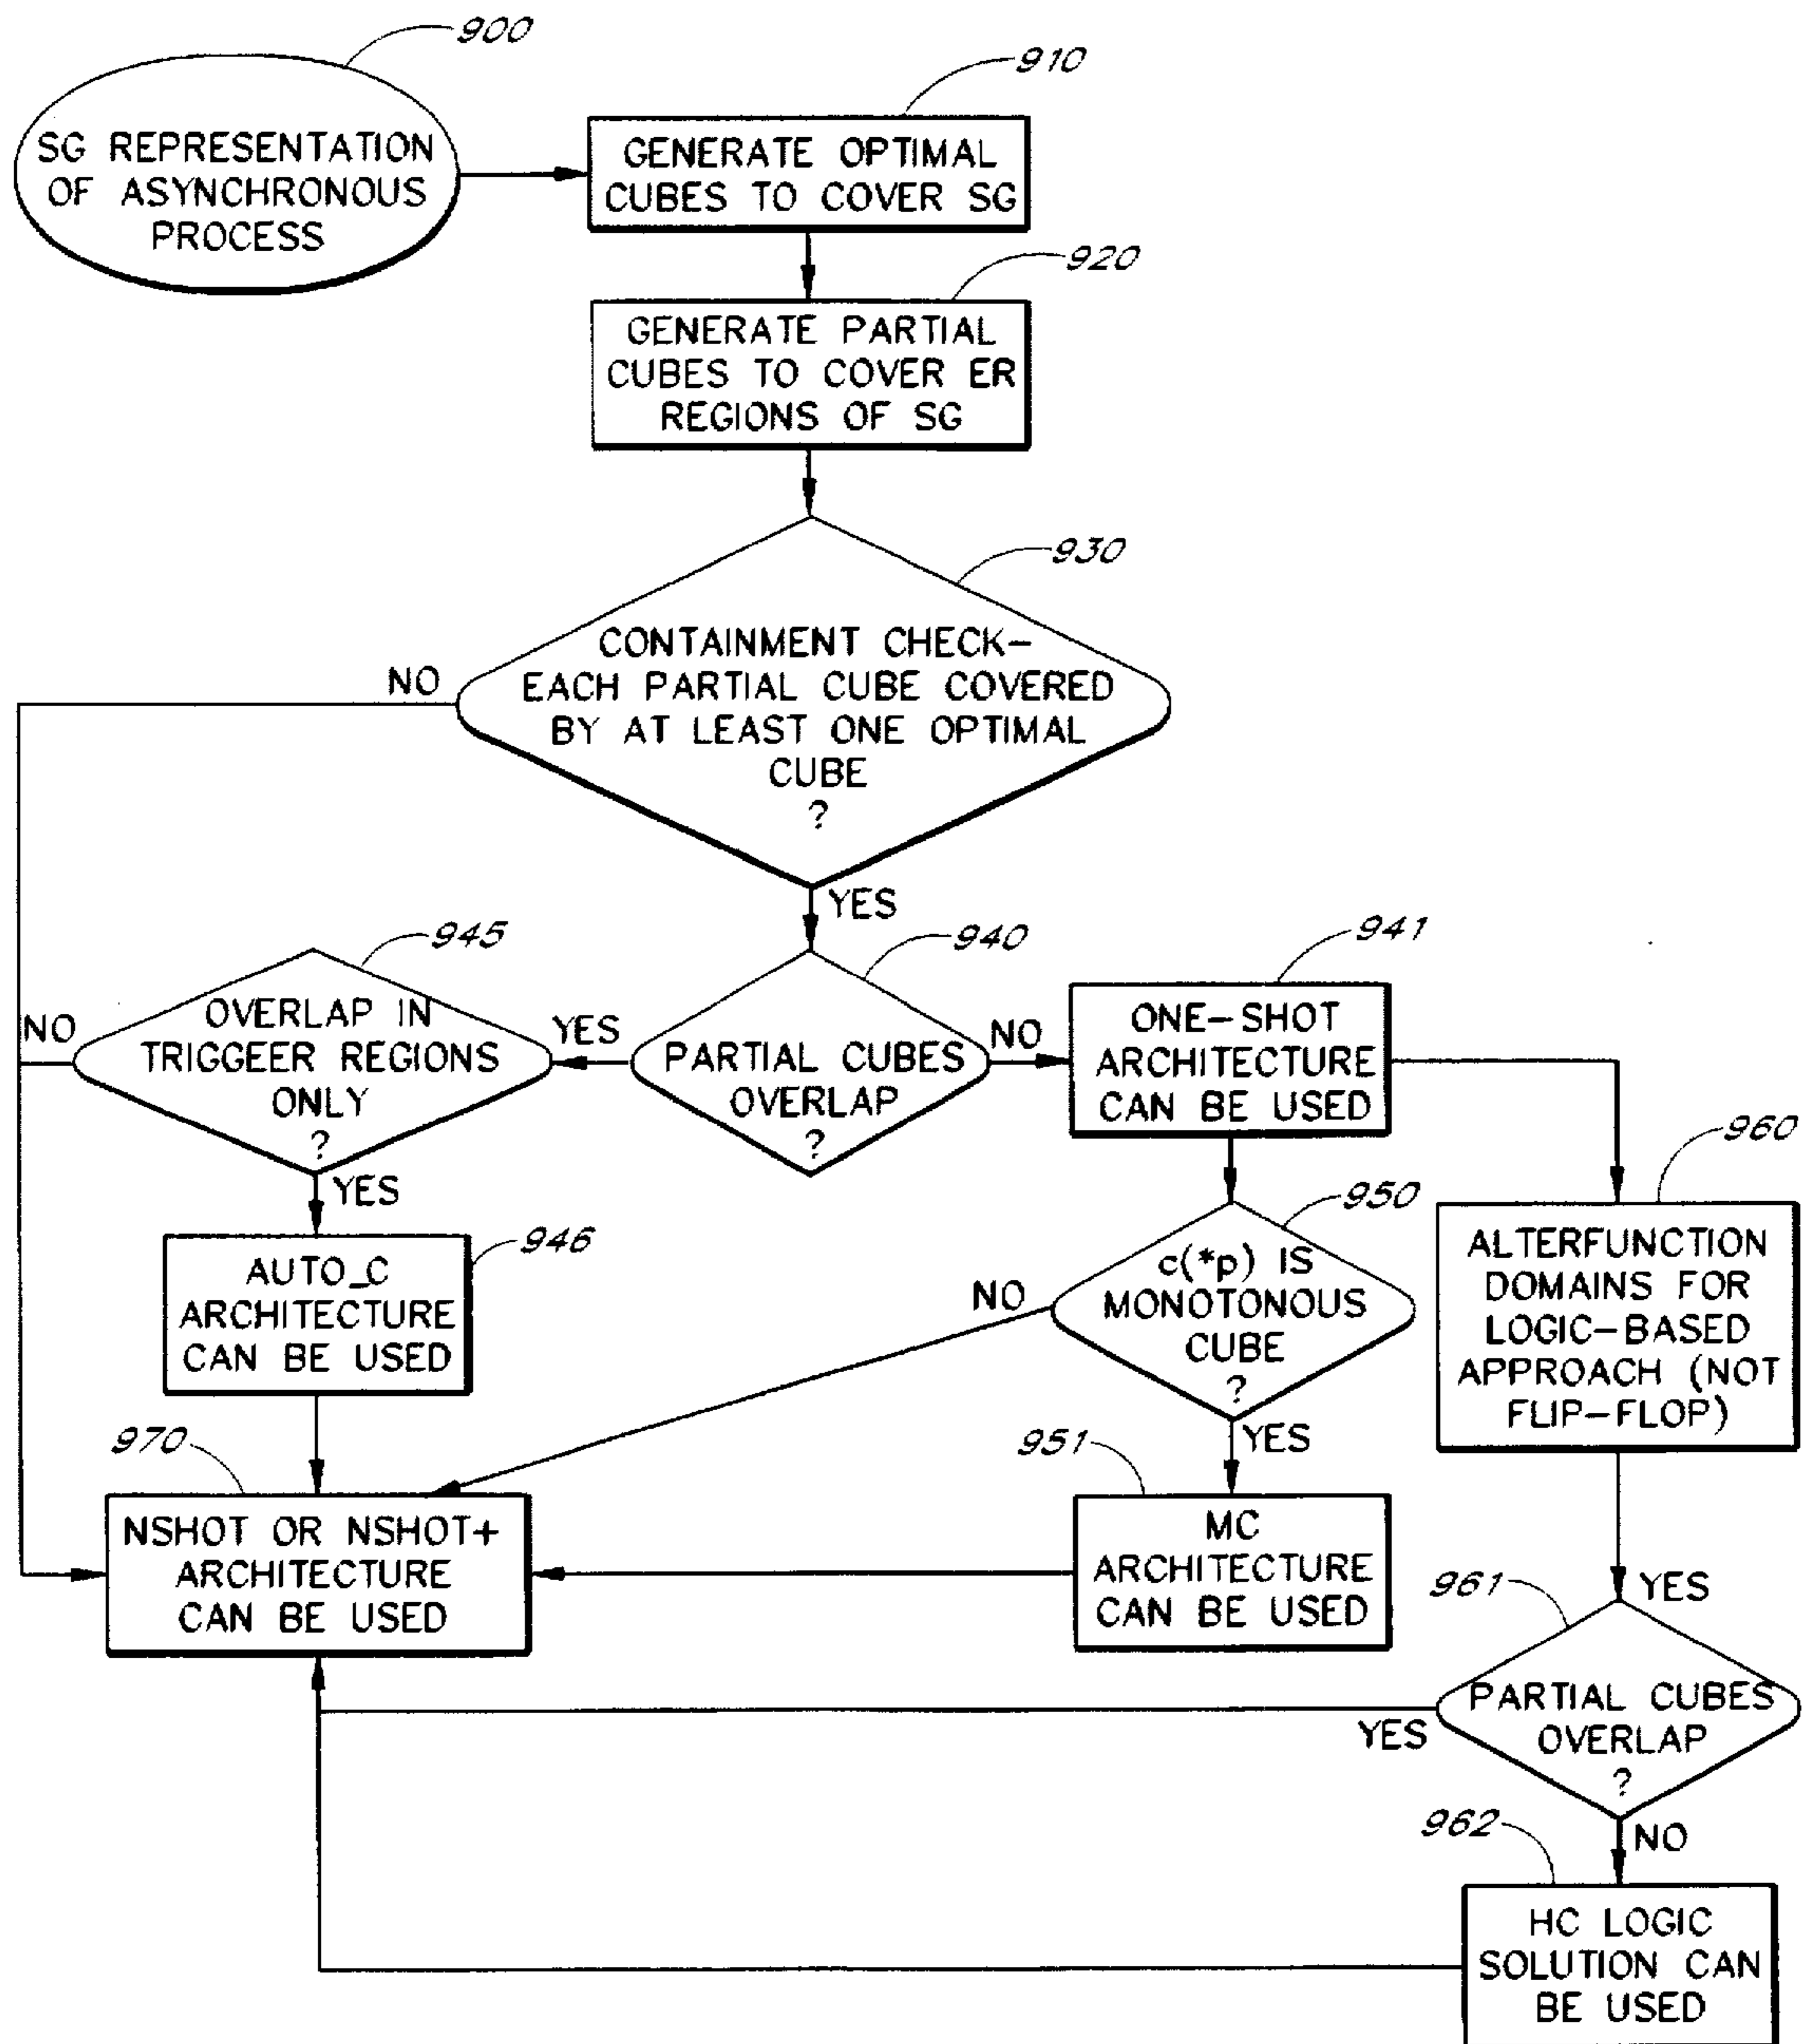 900
SG REPRESENTATION
OF ASYNCHRONOUS
PROCESS
910
GENERATE OPTIMAL
CUBES TO COVER SG
920
GENERATE PARTIAL
CUBES TO COVER ER
REGIONS OF SG
930
CONTAINMENT CHECK-
EACH PARTIAL CUBE COVERED
BY AT LEAST ONE OPTIMAL
CUBE
?
NO
YES
945
OVERLAP IN
TRIGGEER REGIONS
ONLY
?
NO
YES
YES
940
PARTIAL CUBES
OVERLAP
?
NO
941
ONE-SHOT
ARCHITECTURE
CAN BE USED
946
AUTO_C
ARCHITECTURE
CAN BE USED
950
c(*p) IS
MONOTONOUS
CUBE
?
NO
YES
960
ALTERFUNCTION
DOMAINS FOR
LOGIC-BASED
APPROACH (NOT
FLIP-FLOP)
YES
970
NSHOT OR NSHOT+
ARCHITECTURE
CAN BE USED
951
MC
ARCHITECTURE
CAN BE USED
961
PARTIAL CUBES
OVERLAP
?
YES
NO
962
HC LOGIC
SOLUTION CAN
BE USED